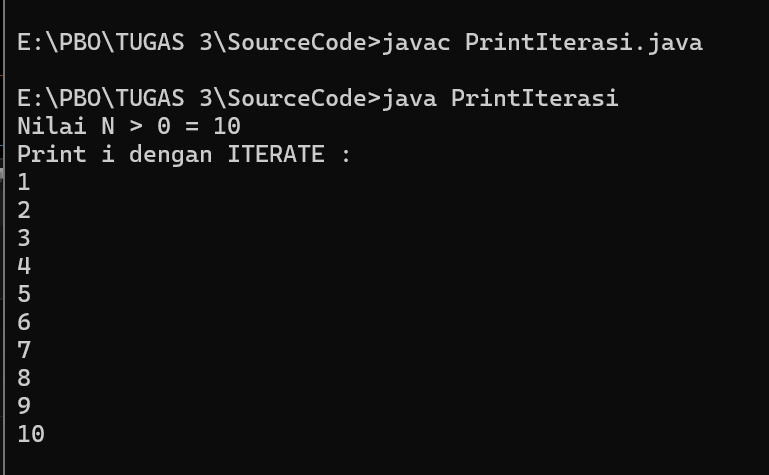 E:\PBO\TUGAS 3\SourceCode>javac PrintIterasi.java
E:\PBO\TUGAS 3\SourceCode>java PrintIterasi
Nilai N > 0 = 10
Print i dengan ITERATE :
1
2
3
4
5
6
7
8
9
10